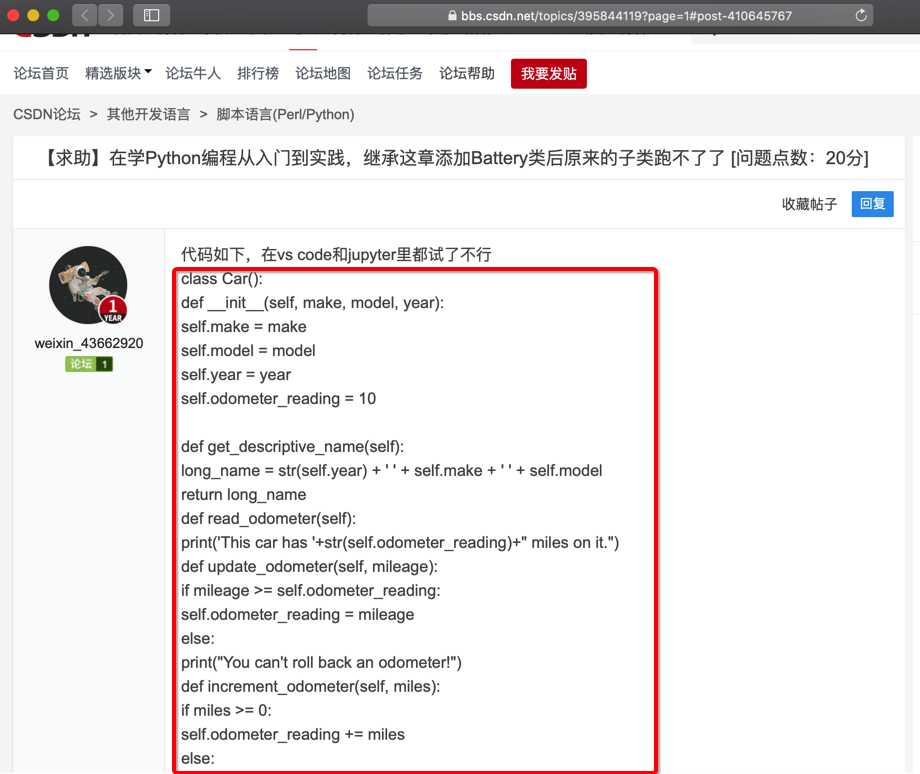 bbs.csdn.net/topics/395844119?page=1#post-410645767
论坛首页 精选版块 论坛牛人 排行榜 论坛地图 论坛任务 论坛帮助 我要发贴
CSDN论坛 > 其他开发语言 > 脚本语言(Perl/Python)
【求助】在学Python编程从入门到实践，继承这章添加Battery类后原来的子类跑不了了 [问题点数：20分]
收藏帖子 回复
1
YEAR
weixin_43662920
论坛 1
代码如下，在vs code和jupyter里都试了不行
class Car():
def __init__(self, make, model, year):
self.make = make
self.model = model
self.year = year
self.odometer_reading = 10
def get_descriptive_name(self):
long_name = str(self.year) + ' ' + self.make + ' ' + self.model
return long_name
def read_odometer(self):
print('This car has '+str(self.odometer_reading)+" miles on it.")
def update_odometer(self, mileage):
if mileage >= self.odometer_reading:
self.odometer_reading = mileage
else:
print("You can't roll back an odometer!")
def increment_odometer(self, miles):
if miles >= 0:
self.odometer_reading += miles
else: